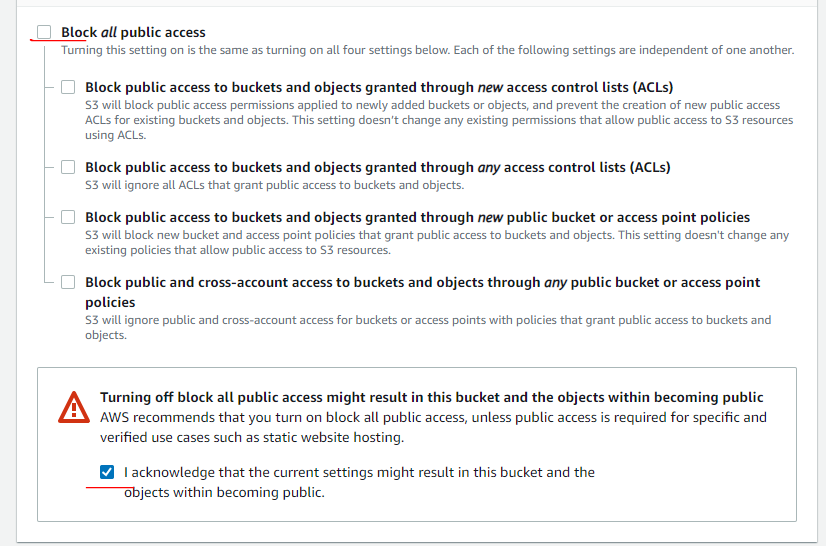 Block all public access
Turning this setting on is the same as turning on all four settings below. Each of the following settings are independent of one another.
Block public access to buckets and objects granted through new access control lists (ACLs)
S3 will block public access permissions applied to newly added buckets or objects, and prevent the creation of new public access
ACLs for existing buckets and objects. This setting doesn't change any existing permissions that allow public access to S3 resources
using ACLs.
Block public access to buckets and objects granted through any access control lists (ACLs)
S3 will ignore all ACLs that grant public access to buckets and objects.
Block public access to buckets and objects granted through new public bucket or access point policies
S3 will block new bucket and access point policies that grant public access to buckets and objects. This setting doesn't change any
existing policies that allow public access to S3 resources.
Block public and cross-account access to buckets and objects through any public bucket or access point
policies
S3 will ignore public and cross-account access for buckets or access points with policies that grant public access to buckets and
objects.
Turning off block all public access might result in this bucket and the objects within becoming public
AWS recommends that you turn on block all public access, unless public access is required for specific and
verified use cases such as static website hosting.
I acknowledge that the current settings might result in this bucket and the
objects within becoming public.